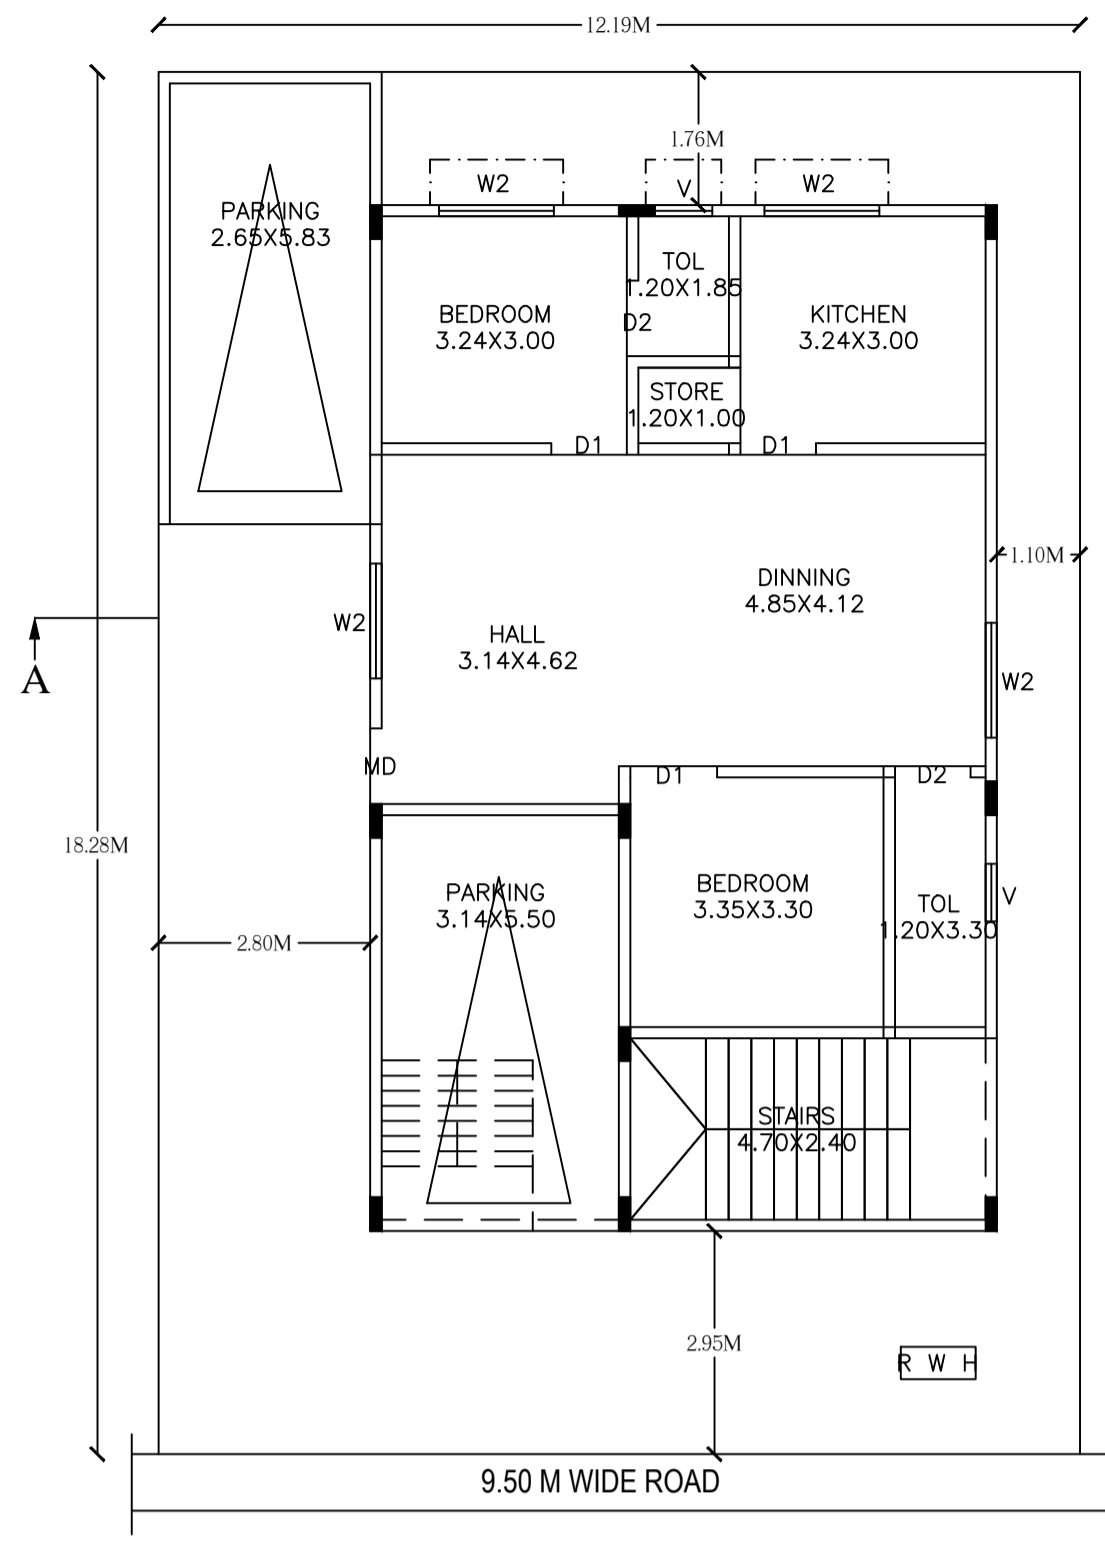 12.19M
1.76M
W2
V
W2
PARKING
2.65X5.83
TOL
1.20X1.85
BEDROOM
3.24X3.00
D2
KITCHEN
3.24X3.00
STORE
1.20X1.00
D1
D1
1.10M
DINNING
4.85X4.12
W2
HALL
3.14X4.62
A
W2
MD
D1
D2
18.28M
PARKING
3.14X5.50
BEDROOM
3.35X3.30
TOL
1.20X3.30
V
2.80M
STAIRS
4.70X2.40
2.95M
R W H
9.50 M WIDE ROAD